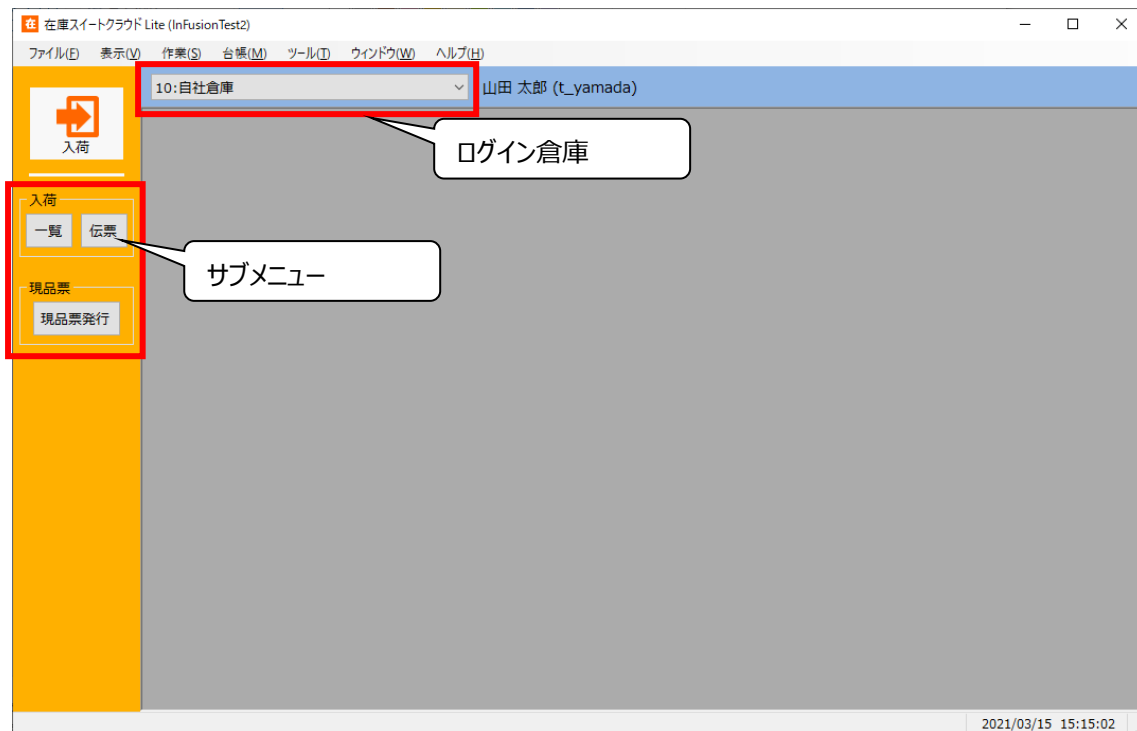 在 在庫スイートクラウド Lite (InFusionTest2)
ファイル(F) 表示(V) 作業(S) 台帳(M) ツール(T) ウィンドウ(W) ヘルプ(H)
10:自社倉庫 山田 太郎 (t_yamada)
入荷
ログイン倉庫
入荷
一覧 伝票
サブメニュー
現品票
現品票発行
2021/03/15 15:15:02